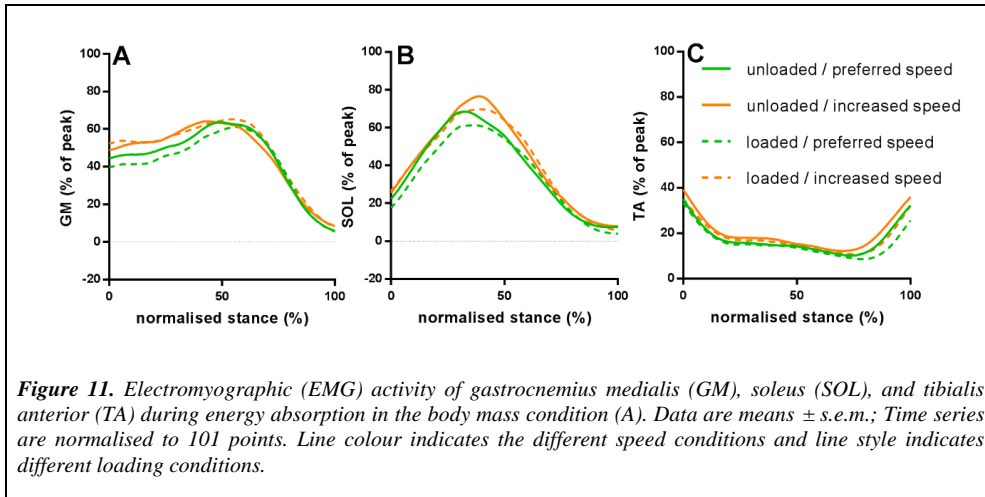 A
100
80
60
40
20
0
-20
GM (% of peak)
0 50 100
normalised stance (%)
B
100
80
60
40
20
0
-20
SOL (% of peak)
0 50 100
normalised stance (%)
C
100
80
60
40
20
0
TA (% of peak)
0 50 100
normalised stance (%)
unloaded / preferred speed
unloaded / increased speed
loaded / preferred speed
loaded / increased speed
Figure 11. Electromyographic (EMG) activity of gastrocnemius medialis (GM), soleus (SOL), and tibialis
anterior (TA) during energy absorption in the body mass condition (A). Data are means ± s.e.m.; Time series
are normalised to 101 points. Line colour indicates the different speed conditions and line style indicates
different loading conditions.